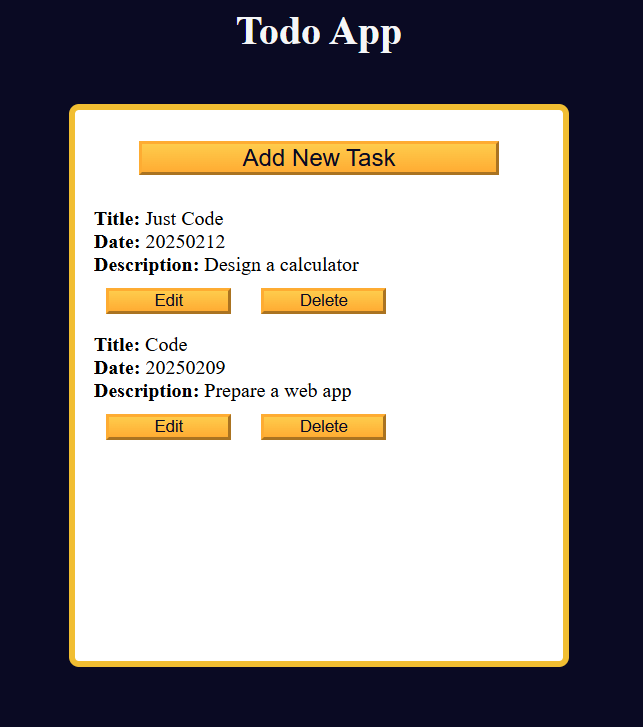 Todo App
Add New Task
Title: Just Code
Date: 20250212
Description: Design a calculator
Edit Delete
Title: Code
Date: 20250209
Description: Prepare a web app
Edit Delete